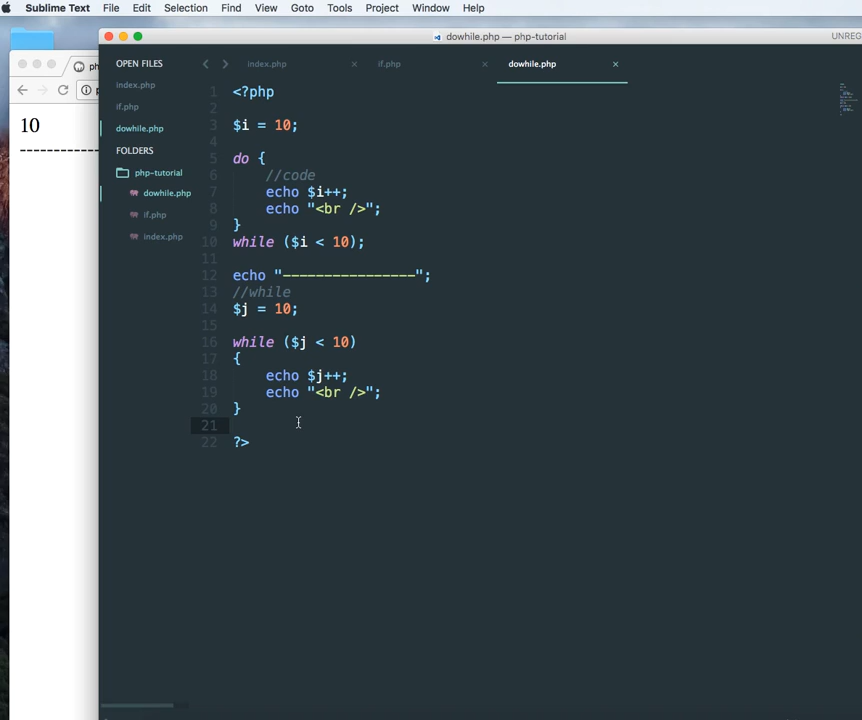 Sublime Text File Edit Selection Find View Goto Tools Project Window Help
dowhile.php — php-tutorial
UNREG
OPEN FILES
index.php
if.php
dowhile.php
FOLDERS
php-tutorial
dowhile.php
if.php
index.php
ph
10
----------------
index.php × if.php × dowhile.php ×
1 <?php
2
3 $i = 10;
4
5 do {
6 //code
7 echo $i++;
8 echo "<br />";
9 }
10 while ($i < 10);
11
12 echo "----------------";
13 //while
14 $j = 10;
15
16 while ($j < 10)
17 {
18 echo $j++;
19 echo "<br />";
20 }
21
22 ?>